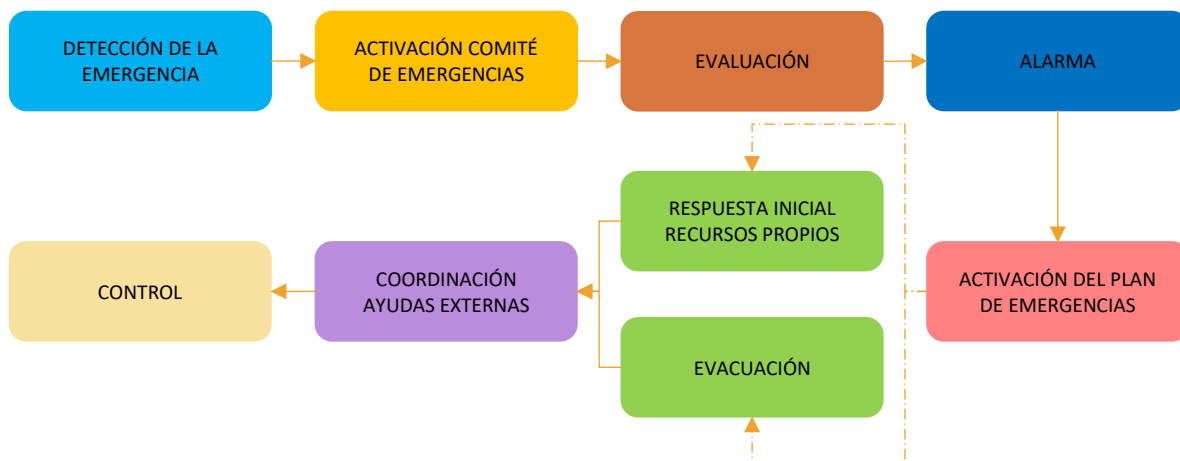 DETECCIÓN DE LA
EMERGENCIA
ACTIVACIÓN COMITÉ
DE EMERGENCIAS
EVALUACIÓN
ALARMA
RESPUESTA INICIAL
RECURSOS PROPIOS
CONTROL
COORDINACIÓN
AYUDAS EXTERNAS
ACTIVACIÓN DEL PLAN
DE EMERGENCIAS
EVACUACIÓN